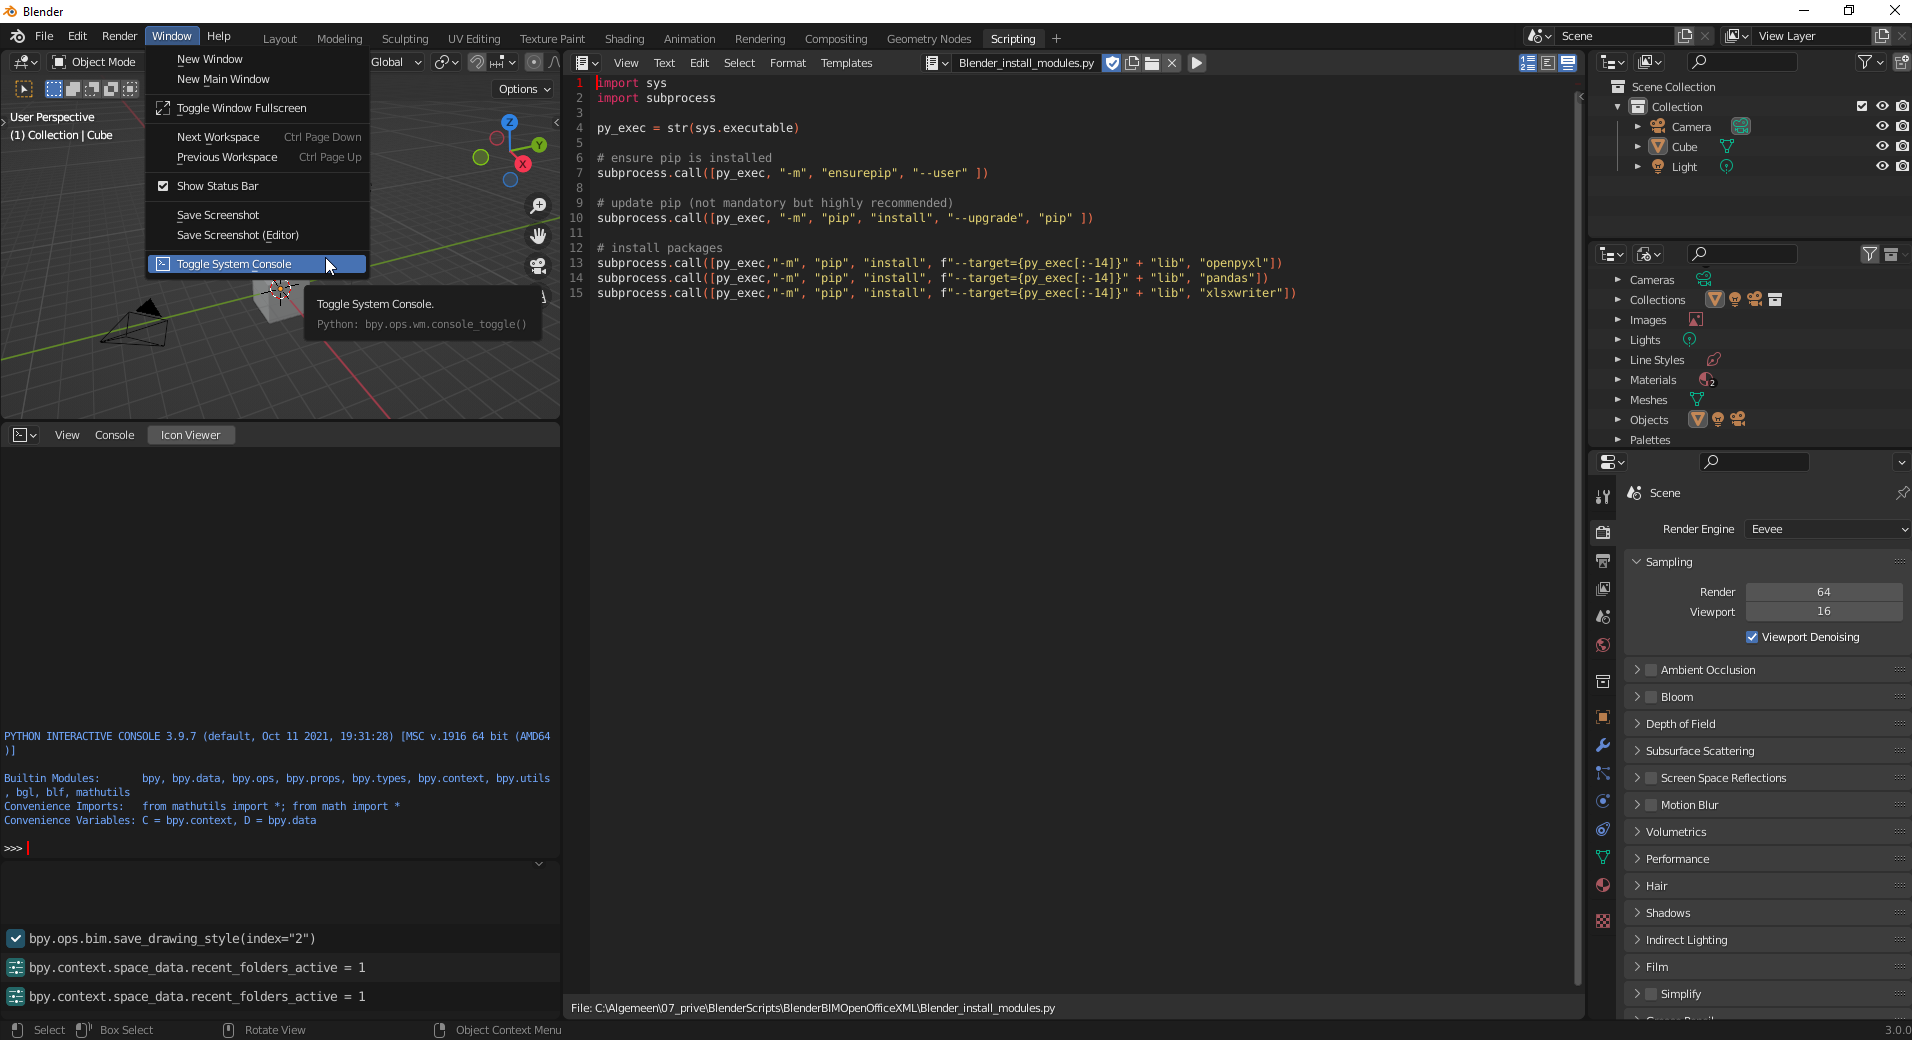 Blender
File Edit Render Window Help Layout Modeling Sculpting UV Editing Texture Paint Shading Animation Rendering Compositing Geometry Nodes Scripting + Scene View Layer
Object Mode Global
Options
User Perspective
(1) Collection | Cube
Z
Y
X
New Window
New Main Window
Toggle Window Fullscreen
Next Workspace Ctrl Page Down
Previous Workspace Ctrl Page Up
Show Status Bar
Save Screenshot
Save Screenshot (Editor)
Toggle System Console
Toggle System Console.
Python: bpy.ops.wm.console_toggle()
View Console Icon Viewer
PYTHON INTERACTIVE CONSOLE 3.9.7 (default, Oct 11 2021, 19:31:28) [MSC v.1916 64 bit (AMD64
)]
Builtin Modules: bpy, bpy.data, bpy.ops, bpy.props, bpy.types, bpy.context, bpy.utils
, bgl, blf, mathutils
Convenience Imports: from mathutils import *; from math import *
Convenience Variables: C = bpy.context, D = bpy.data
>>>
bpy.ops.bim.save_drawing_style(index="2")
bpy.context.space_data.recent_folders_active = 1
bpy.context.space_data.recent_folders_active = 1
View Text Edit Select Format Templates Blender_install_modules.py
1 import sys
2 import subprocess
3
4 py_exec = str(sys.executable)
5
6 # ensure pip is installed
7 subprocess.call([py_exec, "-m", "ensurepip", "--user" ])
8
9 # update pip (not mandatory but highly recommended)
10 subprocess.call([py_exec, "-m", "pip", "install", "--upgrade", "pip" ])
11
12 # install packages
13 subprocess.call([py_exec,"-m", "pip", "install", f"--target={py_exec[:-14]}" + "lib", "openpyxl"])
14 subprocess.call([py_exec,"-m", "pip", "install", f"--target={py_exec[:-14]}" + "lib", "pandas"])
15 subprocess.call([py_exec,"-m", "pip", "install", f"--target={py_exec[:-14]}" + "lib", "xlsxwriter"])
File: C:\Algemeen\07_prive\BlenderScripts\BlenderBIMOpenOfficeXML\Blender_install_modules.py
Scene Collection
Collection
Camera
Cube
Light
Cameras
Collections
Images
Lights
Line Styles
Materials 2
Meshes
Objects
Palettes
Scene
Render Engine Eevee
Sampling
Render 64
Viewport 16
Viewport Denoising
Ambient Occlusion
Bloom
Depth of Field
Subsurface Scattering
Screen Space Reflections
Motion Blur
Volumetrics
Performance
Hair
Shadows
Indirect Lighting
Film
Simplify
Select Box Select Rotate View Object Context Menu 3.0.0